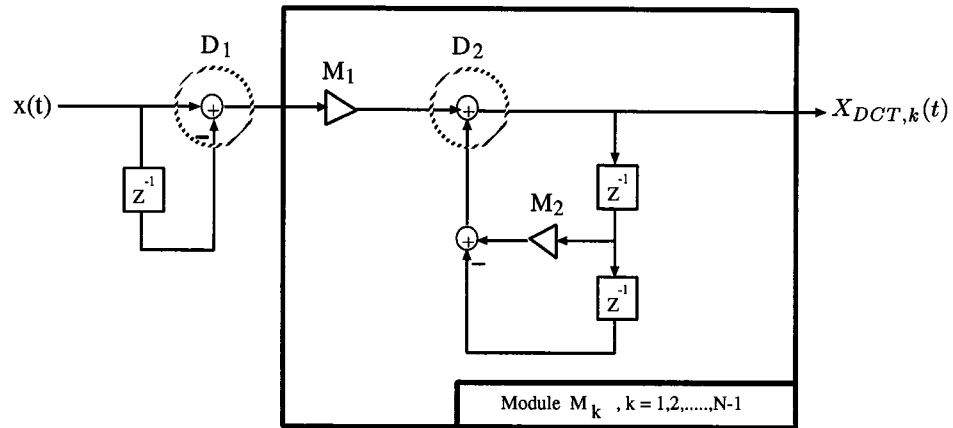 D₁
D₂
M₁
x(t)
+
−
+
X_{DCT,k}(t)
z⁻¹
z⁻¹
M₂
+
−
z⁻¹
Module M_k , k = 1,2,.....,N-1